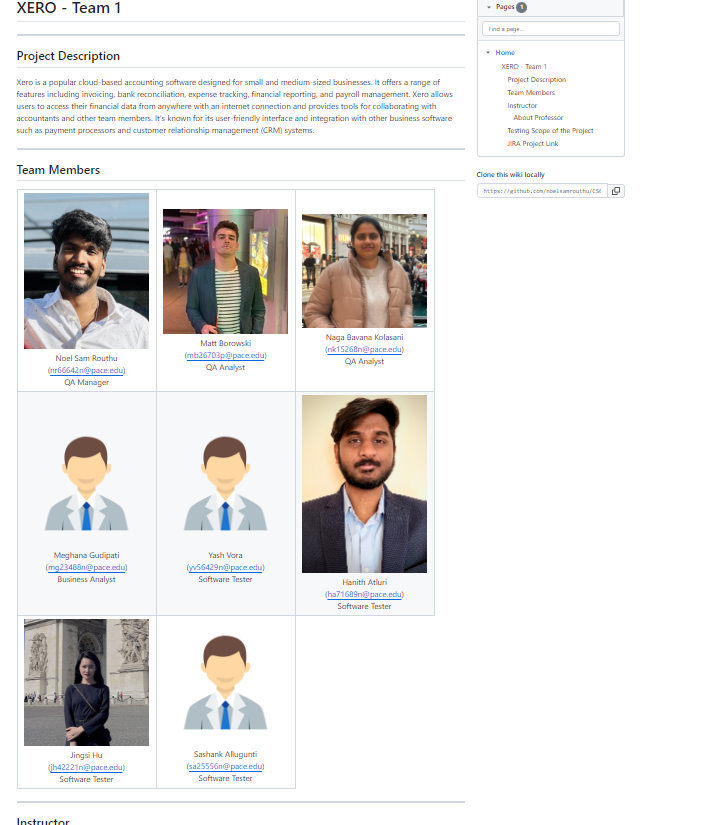 XERO - Team 1
Project Description
Xero is a popular cloud-based accounting software designed for small and medium-sized businesses. It offers a range of
features including invoicing, bank reconciliation, expense tracking, financial reporting, and payroll management. Xero allows
users to access their financial data from anywhere with an internet connection and provides tools for collaborating with
accountants and other team members. It's known for its user-friendly interface and integration with other business software
such as payment processors and customer relationship management (CRM) systems.
Team Members
Noel Sam Routhu
(nr66642n@pace.edu)
QA Manager
Matt Borowski
(mb26703p@pace.edu)
QA Analyst
Naga Bavana Kolasani
(nk15268n@pace.edu)
QA Analyst
Meghana Gudipati
(mg23488n@pace.edu)
Business Analyst
Yash Vora
(yv56429n@pace.edu)
Software Tester
Hanith Atluri
(ha71689n@pace.edu)
Software Tester
Jingsi Hu
(jh42221n@pace.edu)
Software Tester
Sashank Allugunti
(sa25556n@pace.edu)
Software Tester
Instructor
Pages 1
Find a page...
Home
XERO - Team 1
Project Description
Team Members
Instructor
About Professor
Testing Scope of the Project
JIRA Project Link
Clone this wiki locally
https://github.com/noelsamrouthu/CS